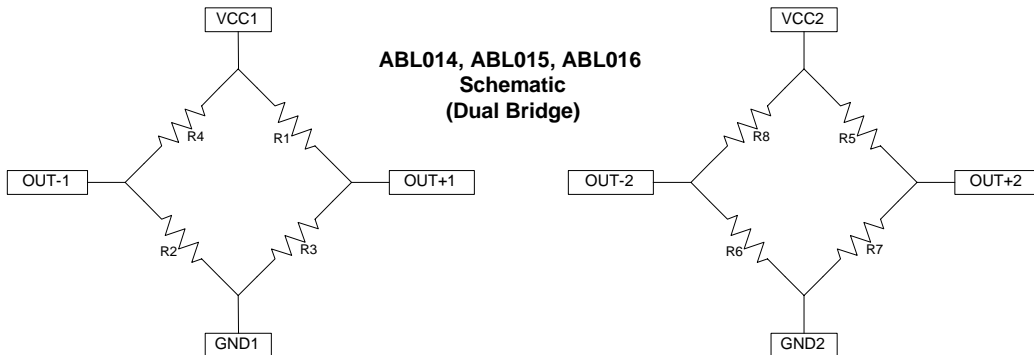 VCC1
VCC2
ABL014, ABL015, ABL016
Schematic
(Dual Bridge)
R4
R1
R8
R5
OUT-1
OUT+1
OUT-2
OUT+2
R2
R3
R6
R7
GND1
GND2